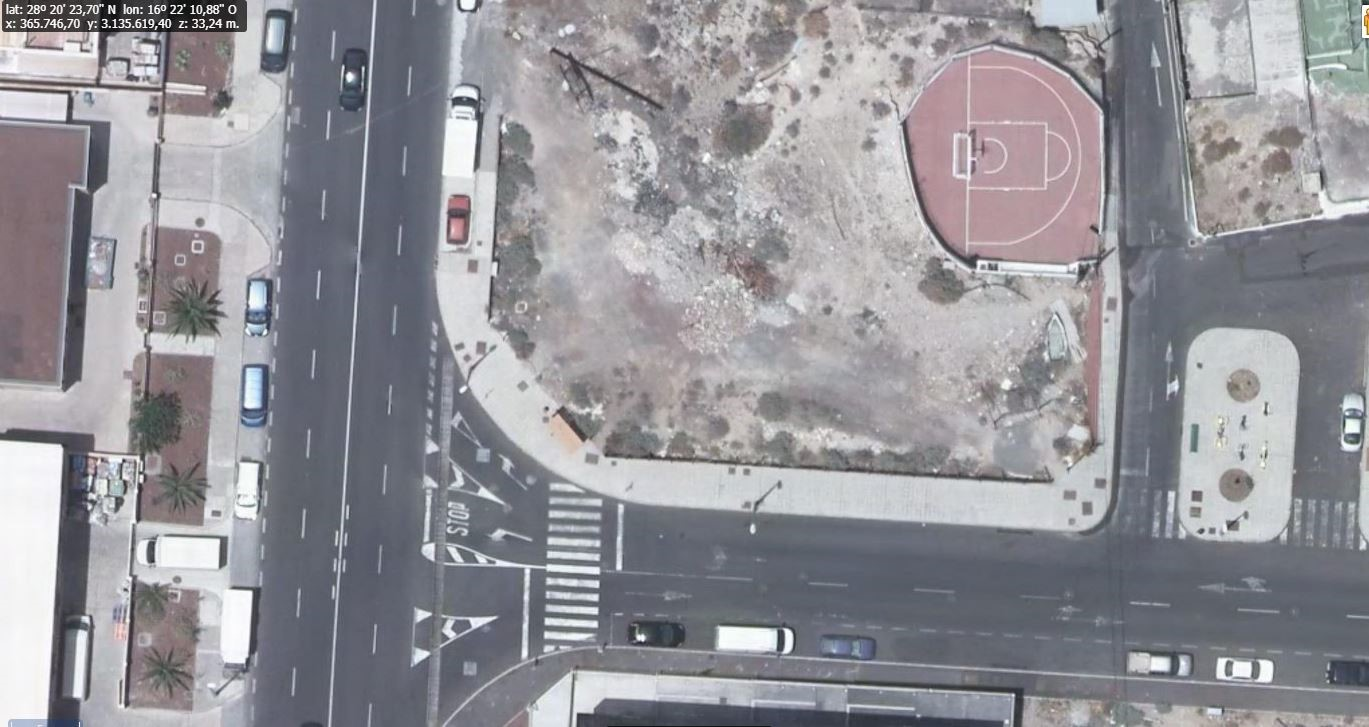 lat: 28º 20' 23,70" N lon: 16º 22' 10,88" O
x: 365.746,70 y: 3.135.619,40 z: 33,24 m.
STOP